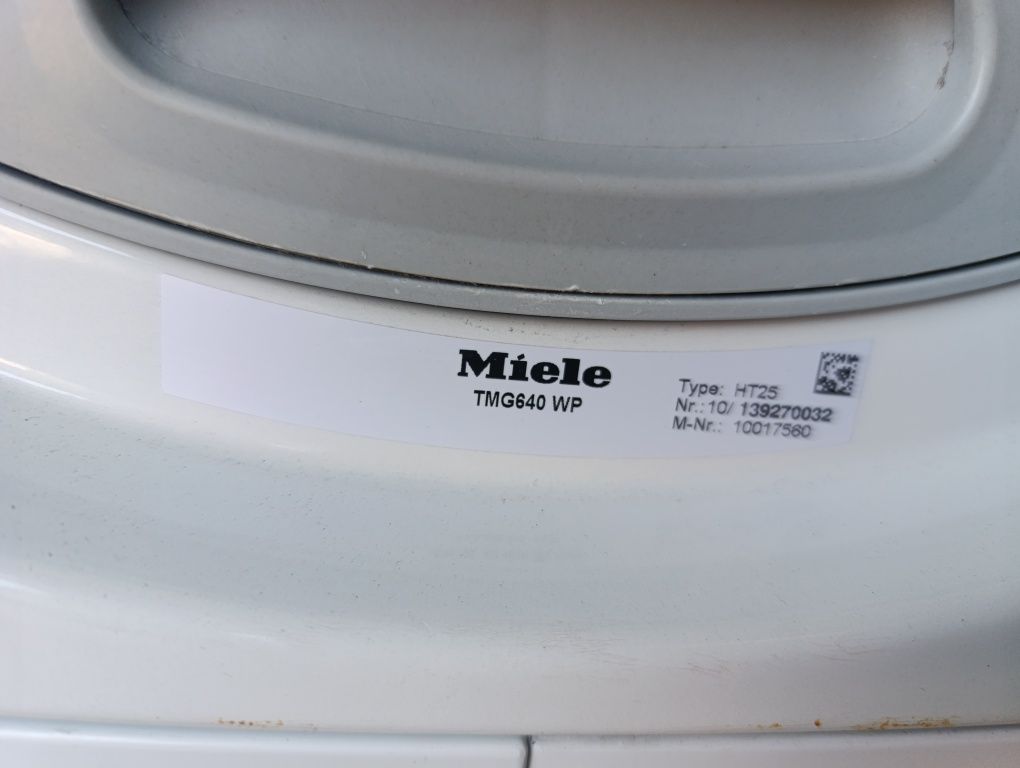 Miele
TMG640 WP
Type: HT25
Nr.: 10/ 139270032
M-Nr.: 10017560